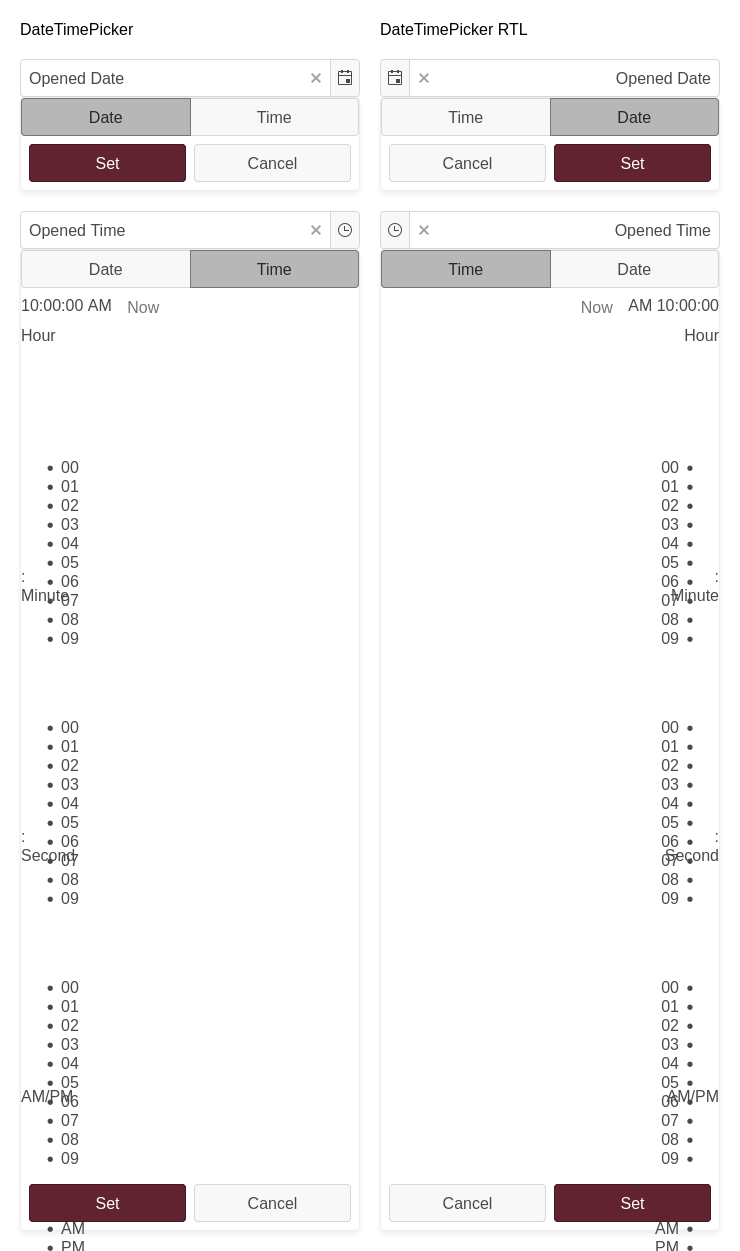 DateTimePicker
Opened Date
Date Time
Set Cancel
Opened Time
Date Time
10:00:00 AM Now
Hour
00
01
02
03
04
05
06
07
08
09
:
Minute
00
01
02
03
04
05
06
07
08
09
:
Second
00
01
02
03
04
05
06
07
08
09
AM/PM
Set Cancel
AM
PM
DateTimePicker RTL
Opened Date
Time Date
Cancel Set
Opened Time
Time Date
Now AM 10:00:00
Hour
00
01
02
03
04
05
06
07
08
09
:
Minute
00
01
02
03
04
05
06
07
08
09
:
Second
00
01
02
03
04
05
06
07
08
09
AM/PM
Cancel Set
AM
PM